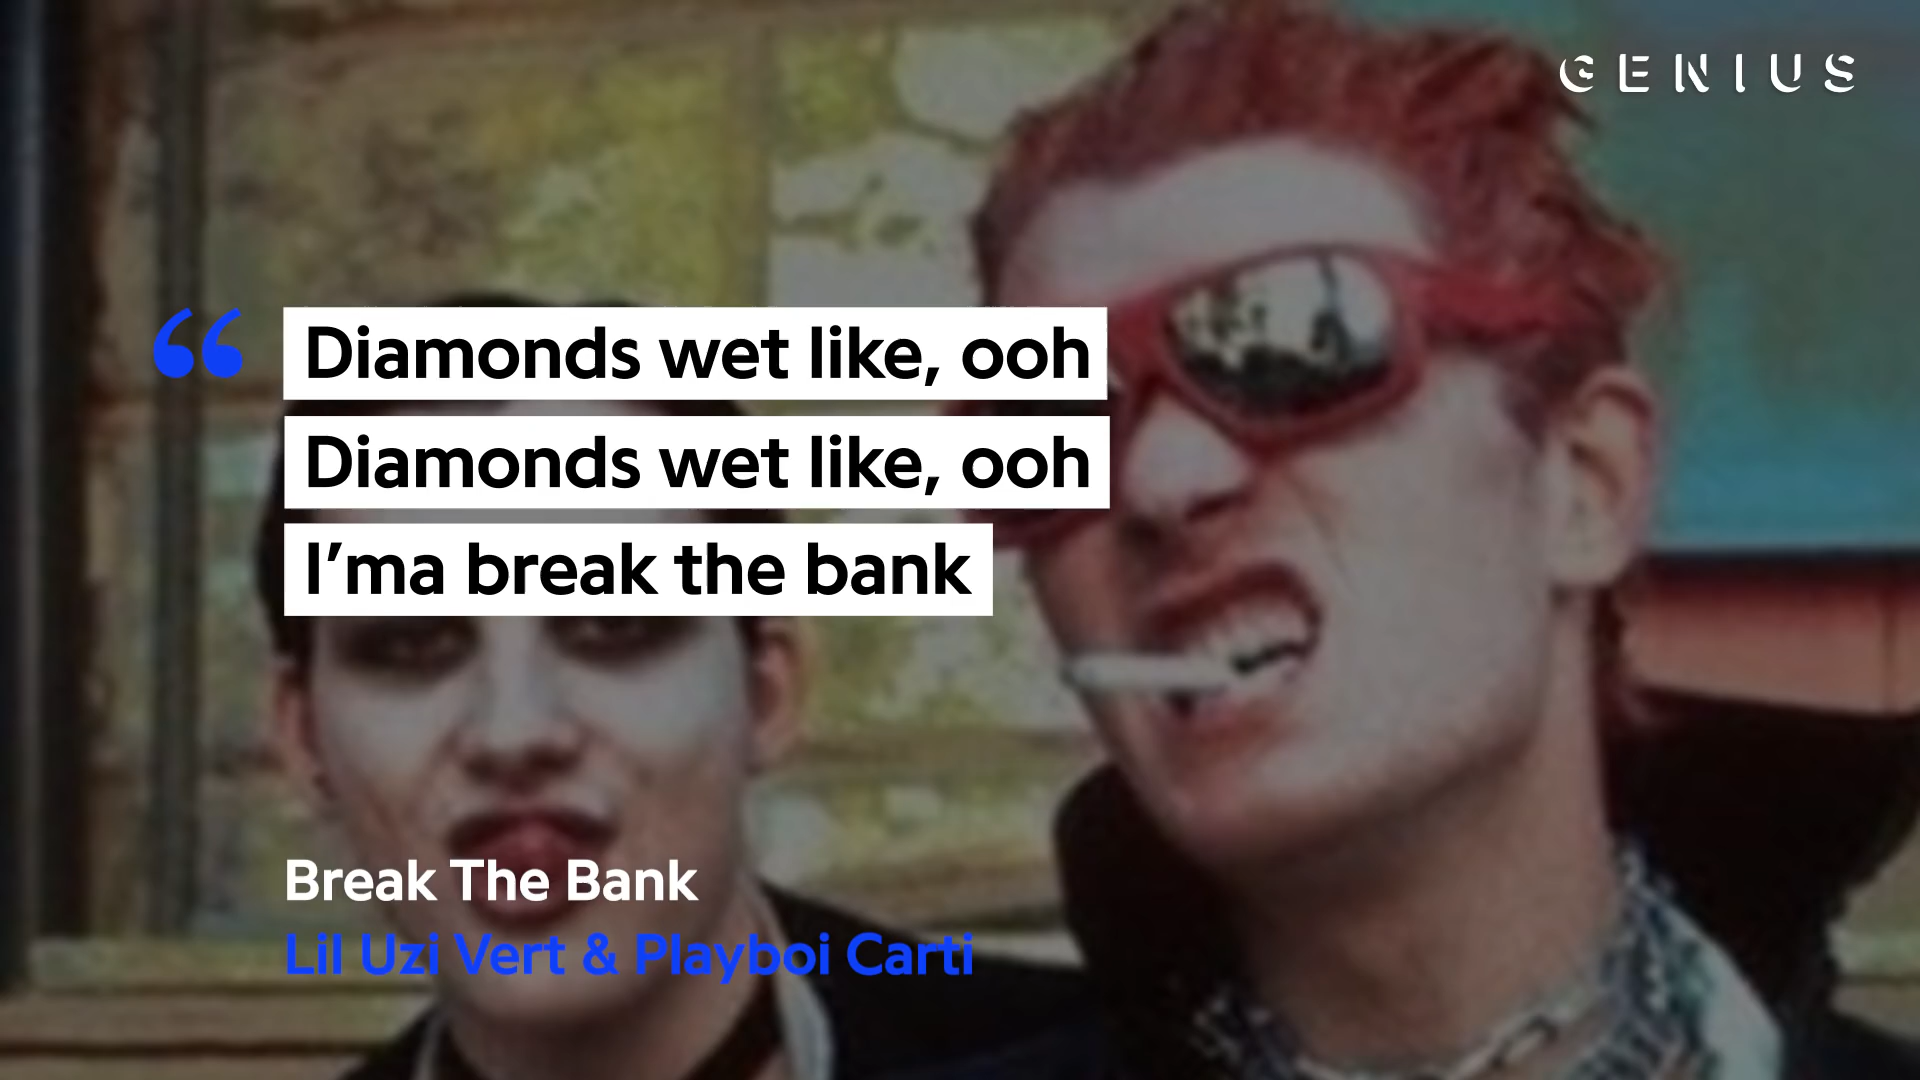 GENIUS
“
Diamonds wet like, ooh
Diamonds wet like, ooh
I’ma break the bank
Break The Bank
Lil Uzi Vert & Playboi Carti